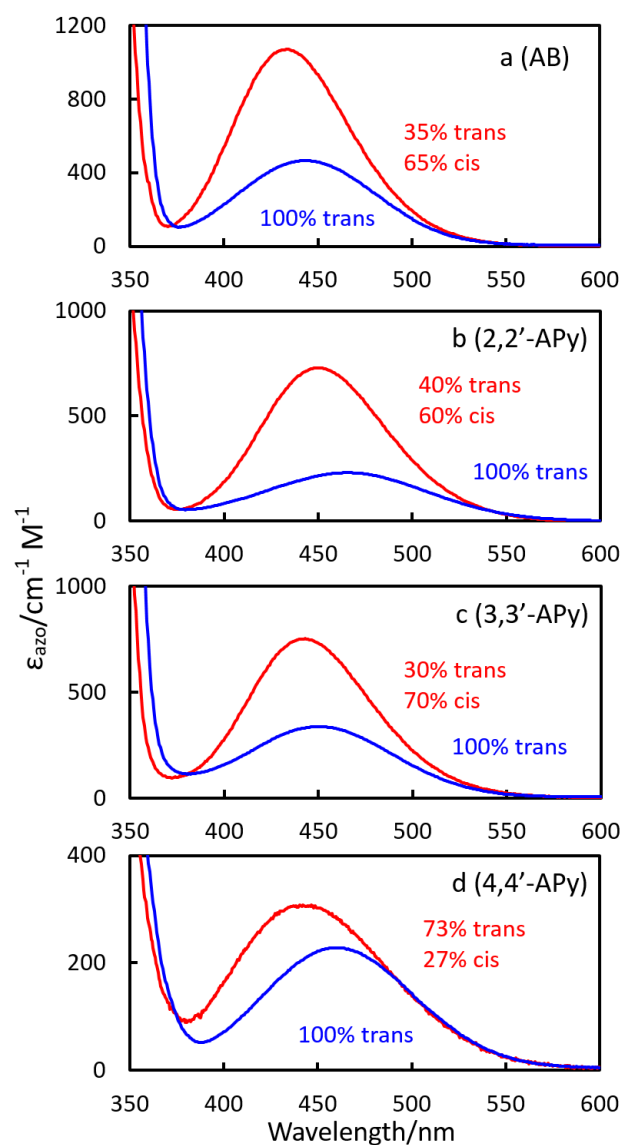 ε_azo/cm⁻¹ M⁻¹
1200
800
400
0
a (AB)
35% trans
65% cis
100% trans
350 400 450 500 550 600
1000
500
0
b (2,2’-APy)
40% trans
60% cis
100% trans
350 400 450 500 550 600
1000
500
0
c (3,3’-APy)
30% trans
70% cis
100% trans
350 400 450 500 550 600
400
200
0
d (4,4’-APy)
73% trans
27% cis
100% trans
350 400 450 500 550 600
Wavelength/nm